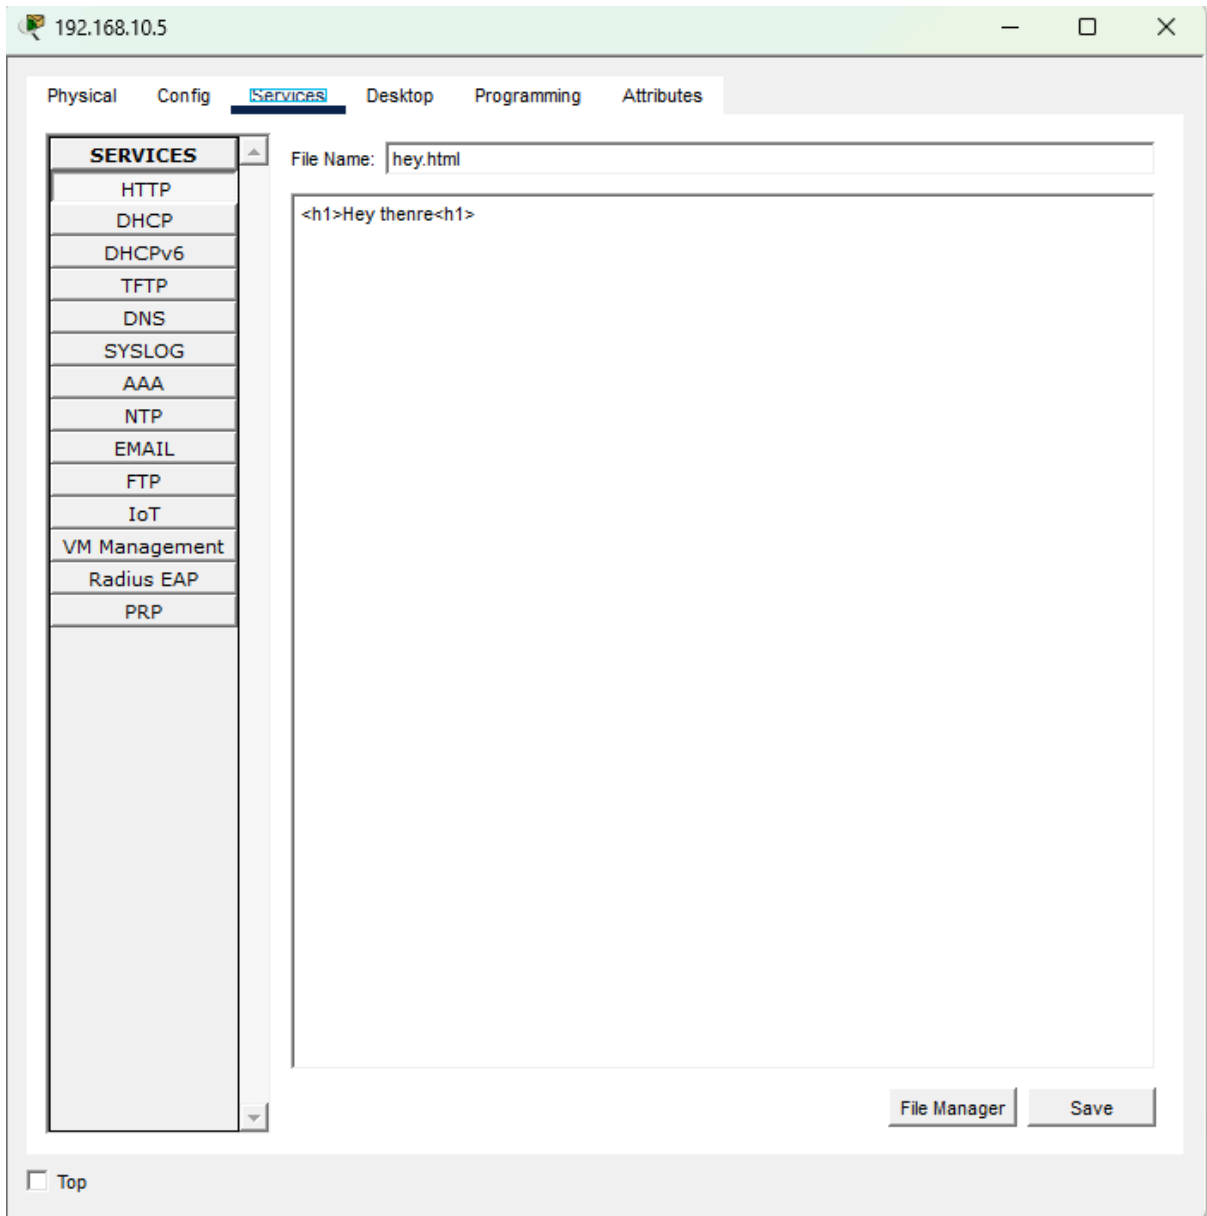 192.168.10.5
Physical Config Services Desktop Programming Attributes
SERVICES
HTTP
DHCP
DHCPv6
TFTP
DNS
SYSLOG
AAA
NTP
EMAIL
FTP
IoT
VM Management
Radius EAP
PRP
File Name: hey.html
<h1>Hey thenre<h1>
File Manager Save
Top